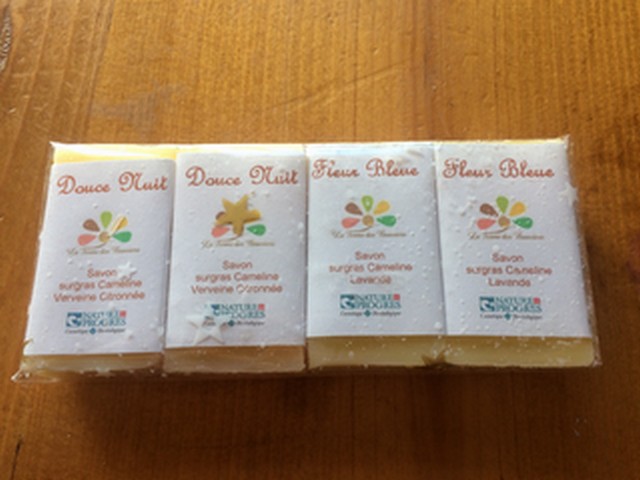 Douce Nuit
Savon
surgras Cameline
Verveine Citronnée
NATURE
PROGRES
Douce Nuit
Savon
surgras Cameline
Verveine Citronnée
NATURE
Fleur Bleue
Savon
surgras Cameline
Lavande
NATURE
PROGRES
Fleur Bleue
Savon
surgras Cameline
Lavande
NATURE
PROGRES